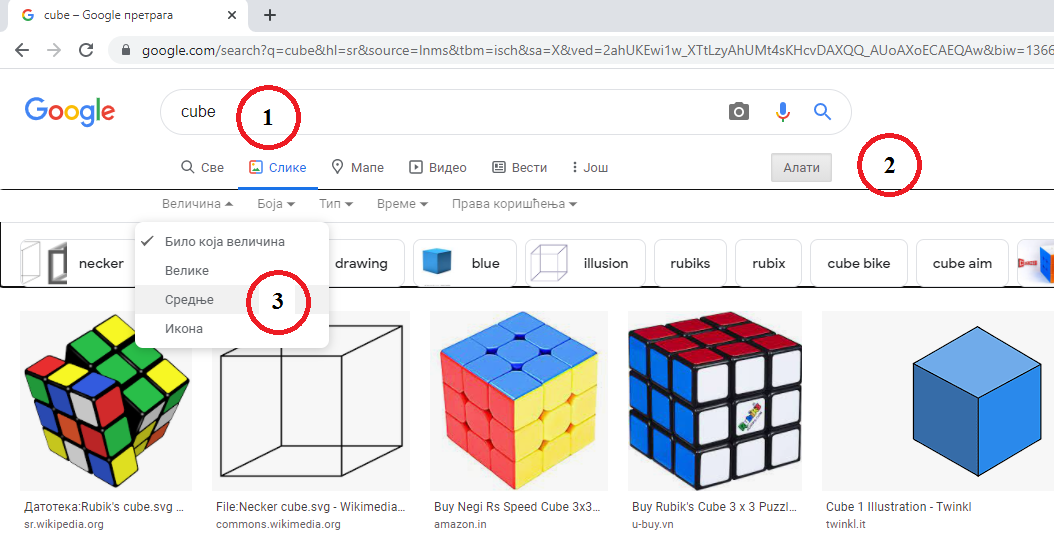 cube – Google претрага
google.com/search?q=cube&hl=sr&source=lnms&tbm=isch&sa=X&ved=2ahUKEwi1w_XTtLzyAhUMt4sKHcvDAXQQ_AUoAXoECAEQAw&biw=1366
Google
cube
1
Све Слике Мапе Видео Вести Још Алати
2
Величина Боја Тип Време Права коришћења
Било која величина
Велике
Средње
Икона
3
necker drawing blue illusion rubiks rubix cube bike cube aim
Датотека:Rubik's cube.svg ...
sr.wikipedia.org
File:Necker cube.svg - Wikimedia...
commons.wikimedia.org
Buy Negi Rs Speed Cube 3x3...
amazon.in
Buy Rubik's Cube 3 x 3 Puzzl...
u-buy.vn
Cube 1 Illustration - Twinkl
twinkl.it